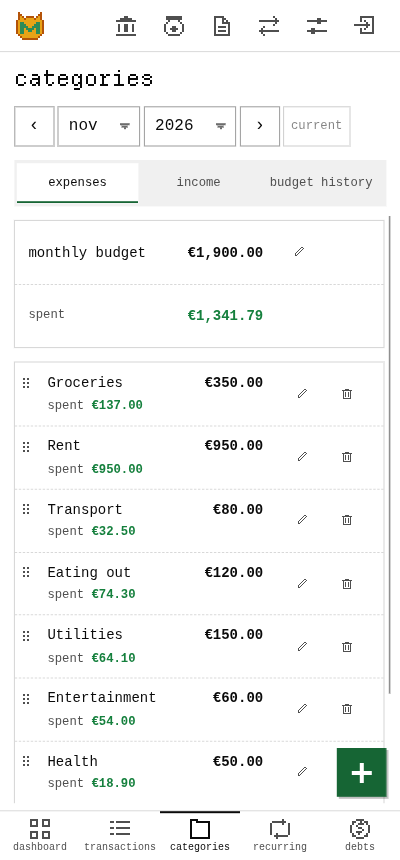 categories
‹ nov 2026 › current
expenses income budget history
monthly budget €1,900.00
spent €1,341.79
Groceries €350.00
spent €137.00
Rent €950.00
spent €950.00
Transport €80.00
spent €32.50
Eating out €120.00
spent €74.30
Utilities €150.00
spent €64.10
Entertainment €60.00
spent €54.00
Health €50.00
spent €18.90
dashboard transactions categories recurring debts